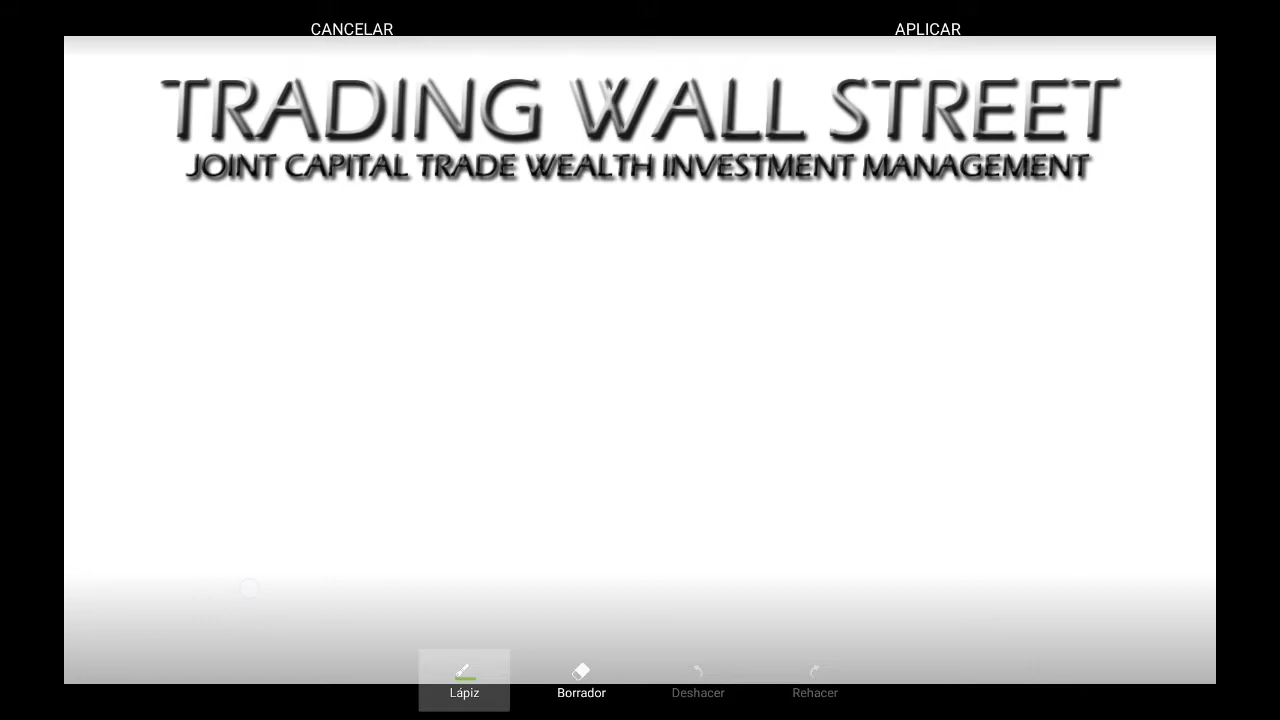 CANCELAR APLICAR
TRADING WALL STREET
JOINT CAPITAL TRADE WEALTH INVESTMENT MANAGEMENT
Lápiz Borrador Deshacer Rehacer